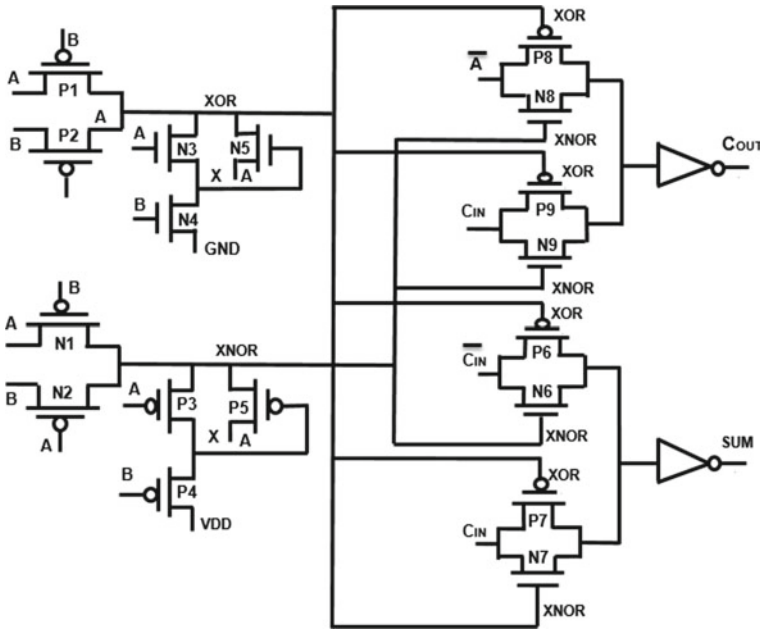 B
A
P1
A
P2
B
XOR
A
N3
N5
X
A
B
N4
GND
B
A
N1
N2
B
A
XNOR
A
P3
P5
X
A
B
P4
VDD
XOR
A
P8
N8
XNOR
XOR
CIN
P9
N9
XNOR
COUT
XOR
CIN
P6
N6
XNOR
XOR
CIN
P7
N7
XNOR
SUM